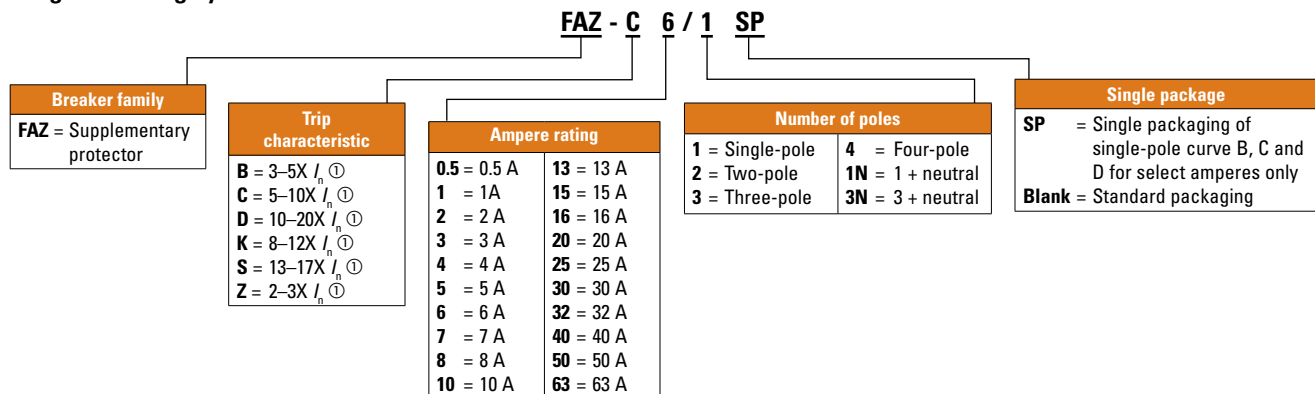 FAZ - C 6 / 1 SP
Breaker family
FAZ = Supplementary
protector
Trip
characteristic
B = 3–5X Iₙ ①
C = 5–10X Iₙ ①
D = 10–20X Iₙ ①
K = 8–12X Iₙ ①
S = 13–17X Iₙ ①
Z = 2–3X Iₙ ①
Ampere rating
0.5 = 0.5 A
1 = 1A
2 = 2 A
3 = 3 A
4 = 4 A
5 = 5 A
6 = 6 A
7 = 7 A
8 = 8 A
10 = 10 A
13 = 13 A
15 = 15 A
16 = 16 A
20 = 20 A
25 = 25 A
30 = 30 A
32 = 32 A
40 = 40 A
50 = 50 A
63 = 63 A
Number of poles
1 = Single-pole
2 = Two-pole
3 = Three-pole
4 = Four-pole
1N = 1 + neutral
3N = 3 + neutral
Single package
SP = Single packaging of
single-pole curve B, C and
D for select amperes only
Blank = Standard packaging